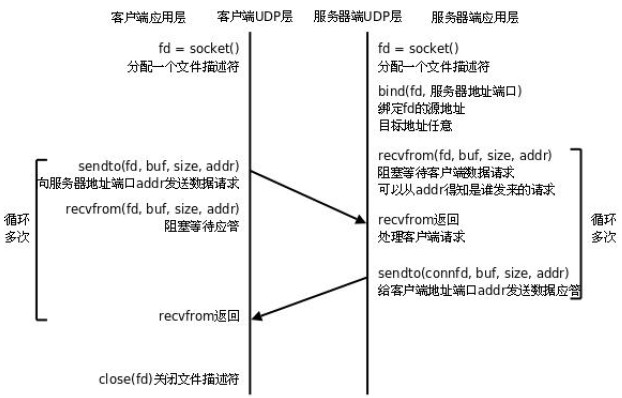 客户端应用层 客户端UDP层 服务器端UDP层 服务器端应用层
fd = socket()
分配一个文件描述符
fd = socket()
分配一个文件描述符
bind(fd, 服务器地址端口)
绑定fd的源地址
目标地址任意
sendto(fd, buf, size, addr)
向服务器地址端口addr发送数据请求
recvfrom(fd, buf, size, addr)
阻塞等待应管
循环
多次
recvfrom(fd, buf, size, addr)
阻塞等待客户端数据请求
可以从addr得知是谁发来的请求
recvfrom返回
处理客户端请求
循环
多次
sendto(connfd, buf, size, addr)
给客户端地址端口addr发送数据应管
recvfrom返回
close(fd)关闭文件描述符